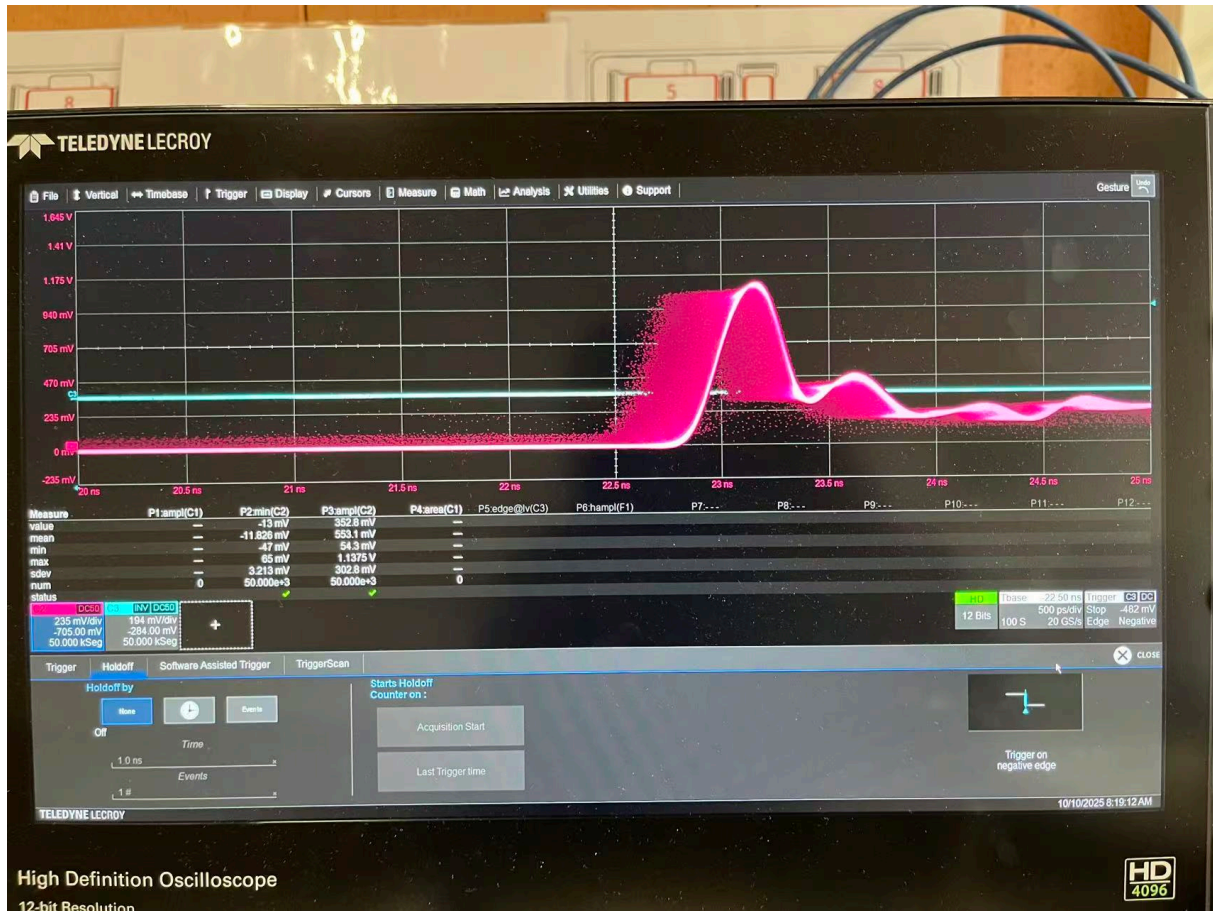 8
5
8
TELEDYNE LECROY
File Vertical Timebase Trigger Display Cursors Measure Math Analysis Utilities Support Gesture Undo
1.645 V
1.41 V
1.175 V
940 mV
705 mV
470 mV
C3
235 mV
0 mV
-235 mV
20 ns 20.5 ns 21 ns 21.5 ns 22 ns 22.5 ns 23 ns 23.5 ns 24 ns 24.5 ns 25 ns
Measure P1:ampl(C1) P2:min(C2) P3:ampl(C2) P4:area(C1) P5:edge@lv(C3) P6:hampl(F1) P7:--- P8:--- P9:--- P10:--- P11:--- P12:---
value --- -13 mV 352.8 mV ---
mean --- -11.826 mV 553.1 mV ---
min --- -47 mV 54.3 mV ---
max --- 65 mV 1.1375 V ---
sdev --- 3.213 mV 302.8 mV ---
num 0 50.000e+3 50.000e+3 0
status
DC50 C3 INV DC50 HD Tbase -22.50 ns Trigger C3 DC
235 mV/div 194 mV/div + 12 Bits 500 ps/div Stop -482 mV
-705.00 mV -284.00 mV 100 S 20 GS/s Edge Negative
50.000 kSeg 50.000 kSeg
Trigger Holdoff Software Assisted Trigger TriggerScan CLOSE
Holdoff by
None Events
Off
Time
1.0 ns
Events
1 #
Starts Holdoff
Counter on :
Acquisition Start
Last Trigger time
Trigger on
negative edge
TELEDYNE LECROY 10/10/2025 8:19:12 AM
High Definition Oscilloscope
12-bit Resolution
HD
4096